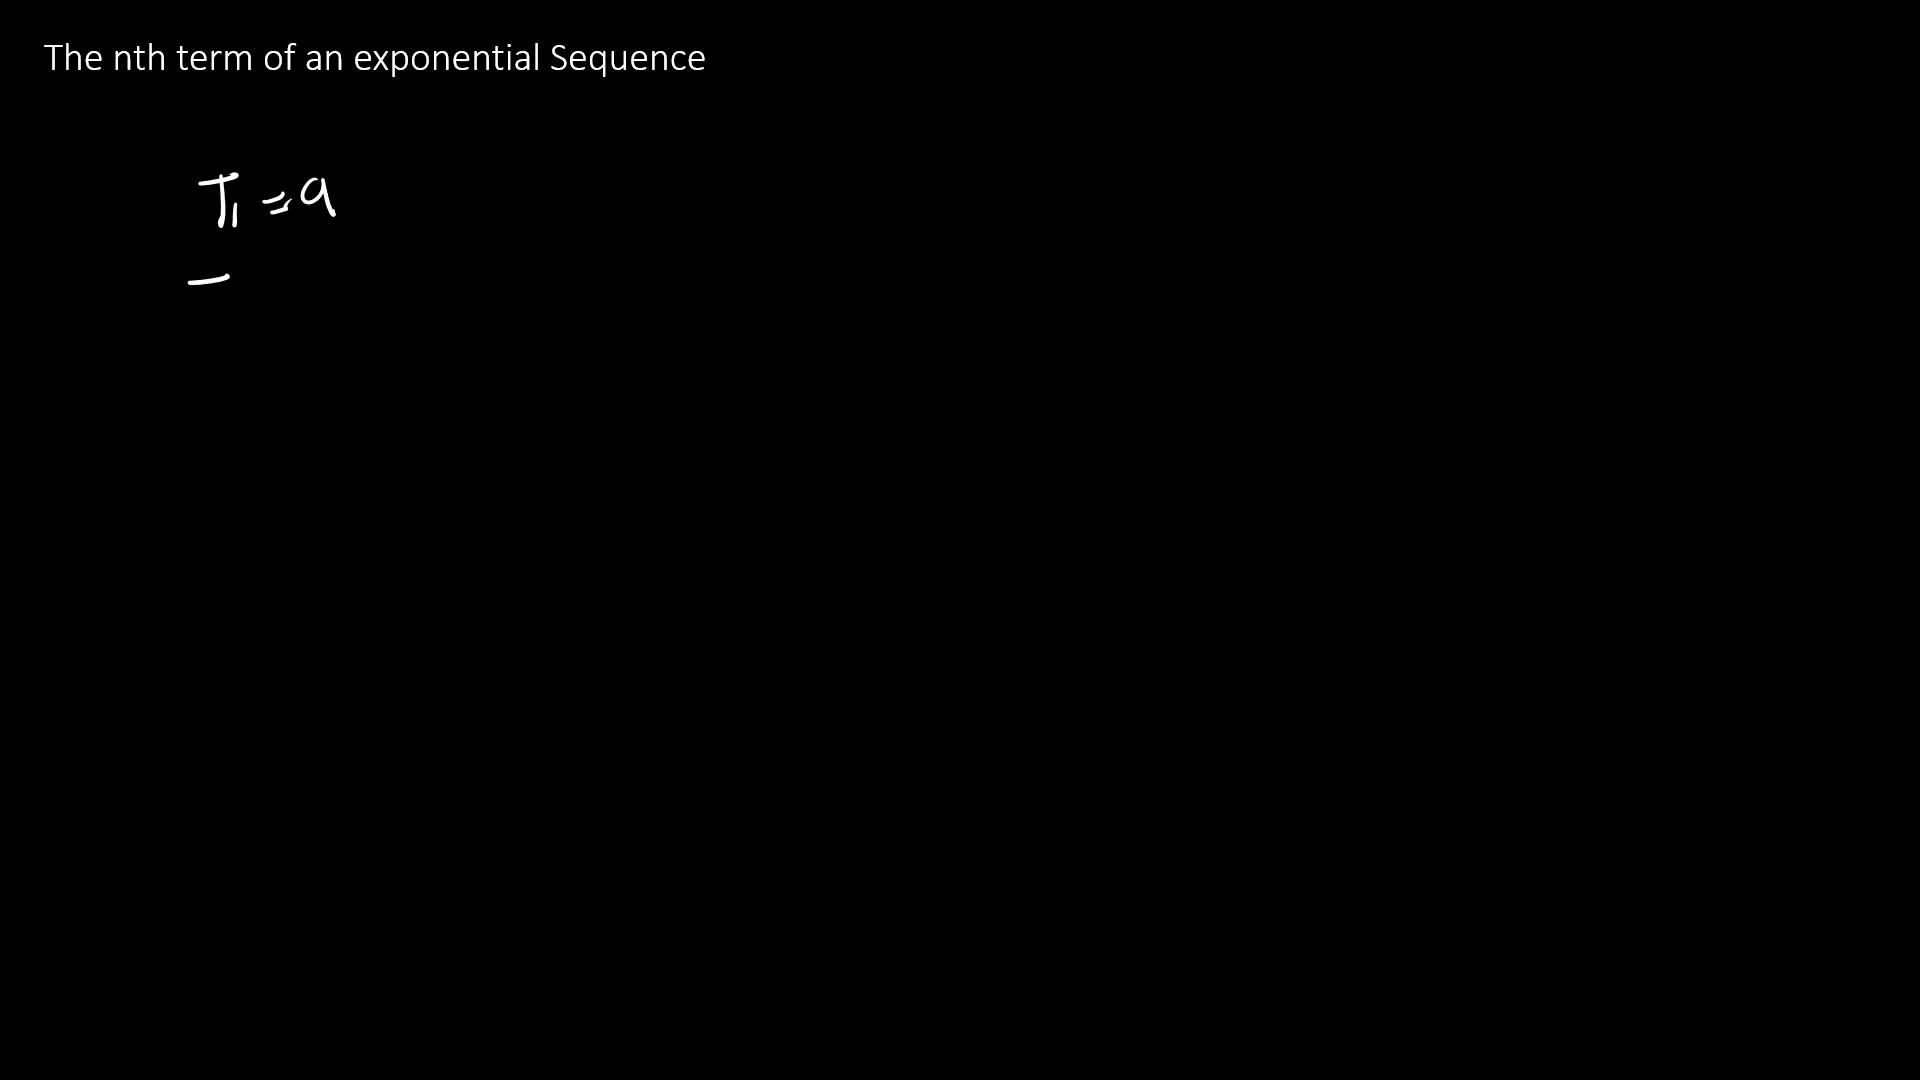 The nth term of an exponential Sequence
T₁ = a